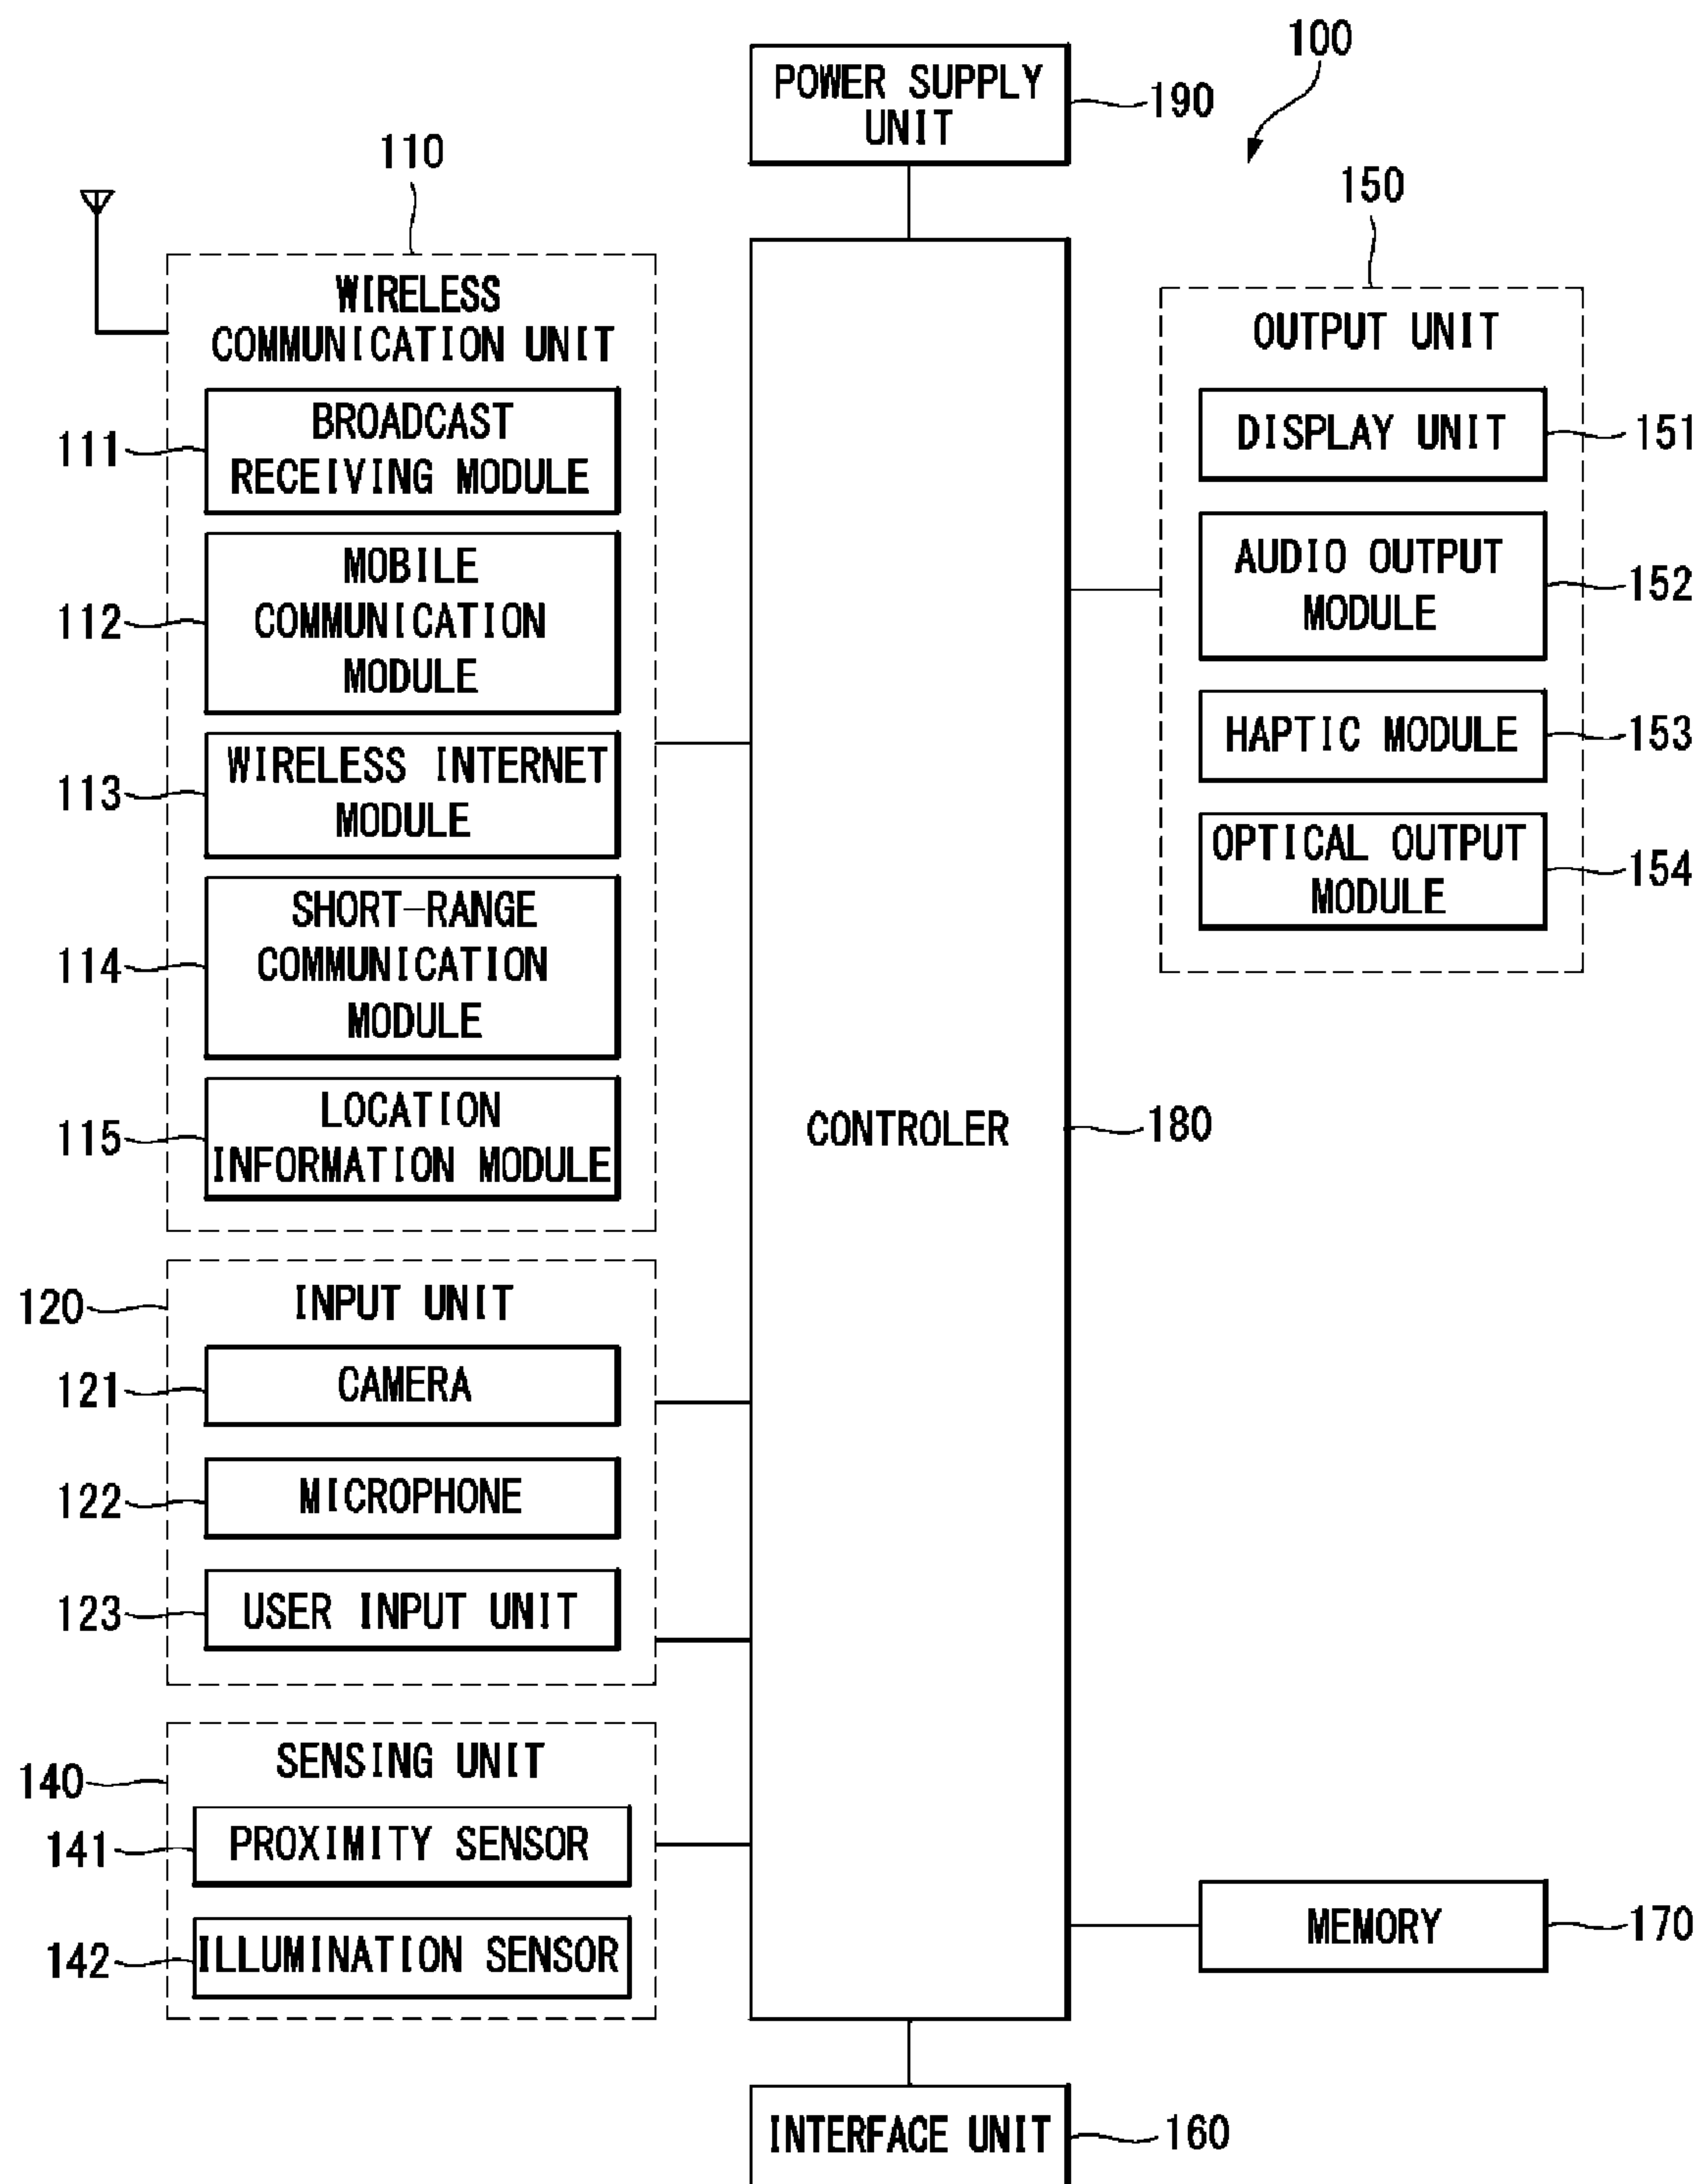 100
POWER SUPPLY
UNIT
190
110
150
WIRELESS
COMMUNICATION UNIT
OUTPUT UNIT
BROADCAST
RECEIVING MODULE
111
DISPLAY UNIT
151
MOBILE
COMMUNICATION
MODULE
112
AUDIO OUTPUT
MODULE
152
WIRELESS INTERNET
MODULE
113
HAPTIC MODULE
153
SHORT-RANGE
COMMUNICATION
MODULE
114
OPTICAL OUTPUT
MODULE
154
LOCATION
INFORMATION MODULE
115
CONTROLER
180
120
INPUT UNIT
121
CAMERA
122
MICROPHONE
123
USER INPUT UNIT
140
SENSING UNIT
141
PROXIMITY SENSOR
142
ILLUMINATION SENSOR
MEMORY
170
INTERFACE UNIT
160